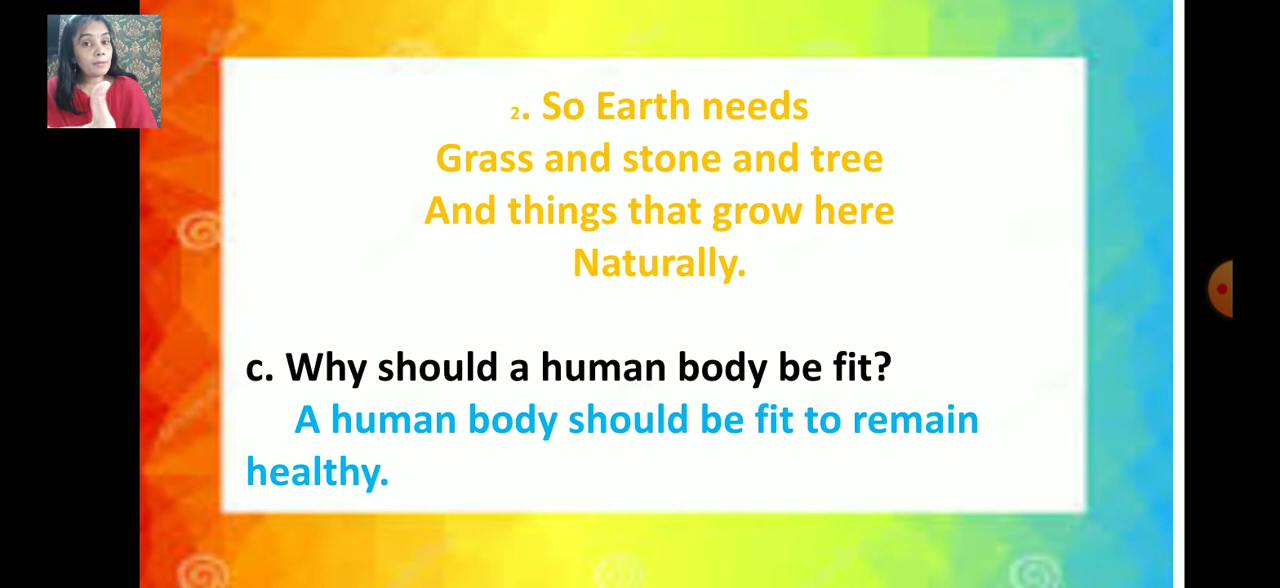 2. So Earth needs
Grass and stone and tree
And things that grow here
Naturally.
c. Why should a human body be fit?
A human body should be fit to remain
healthy.